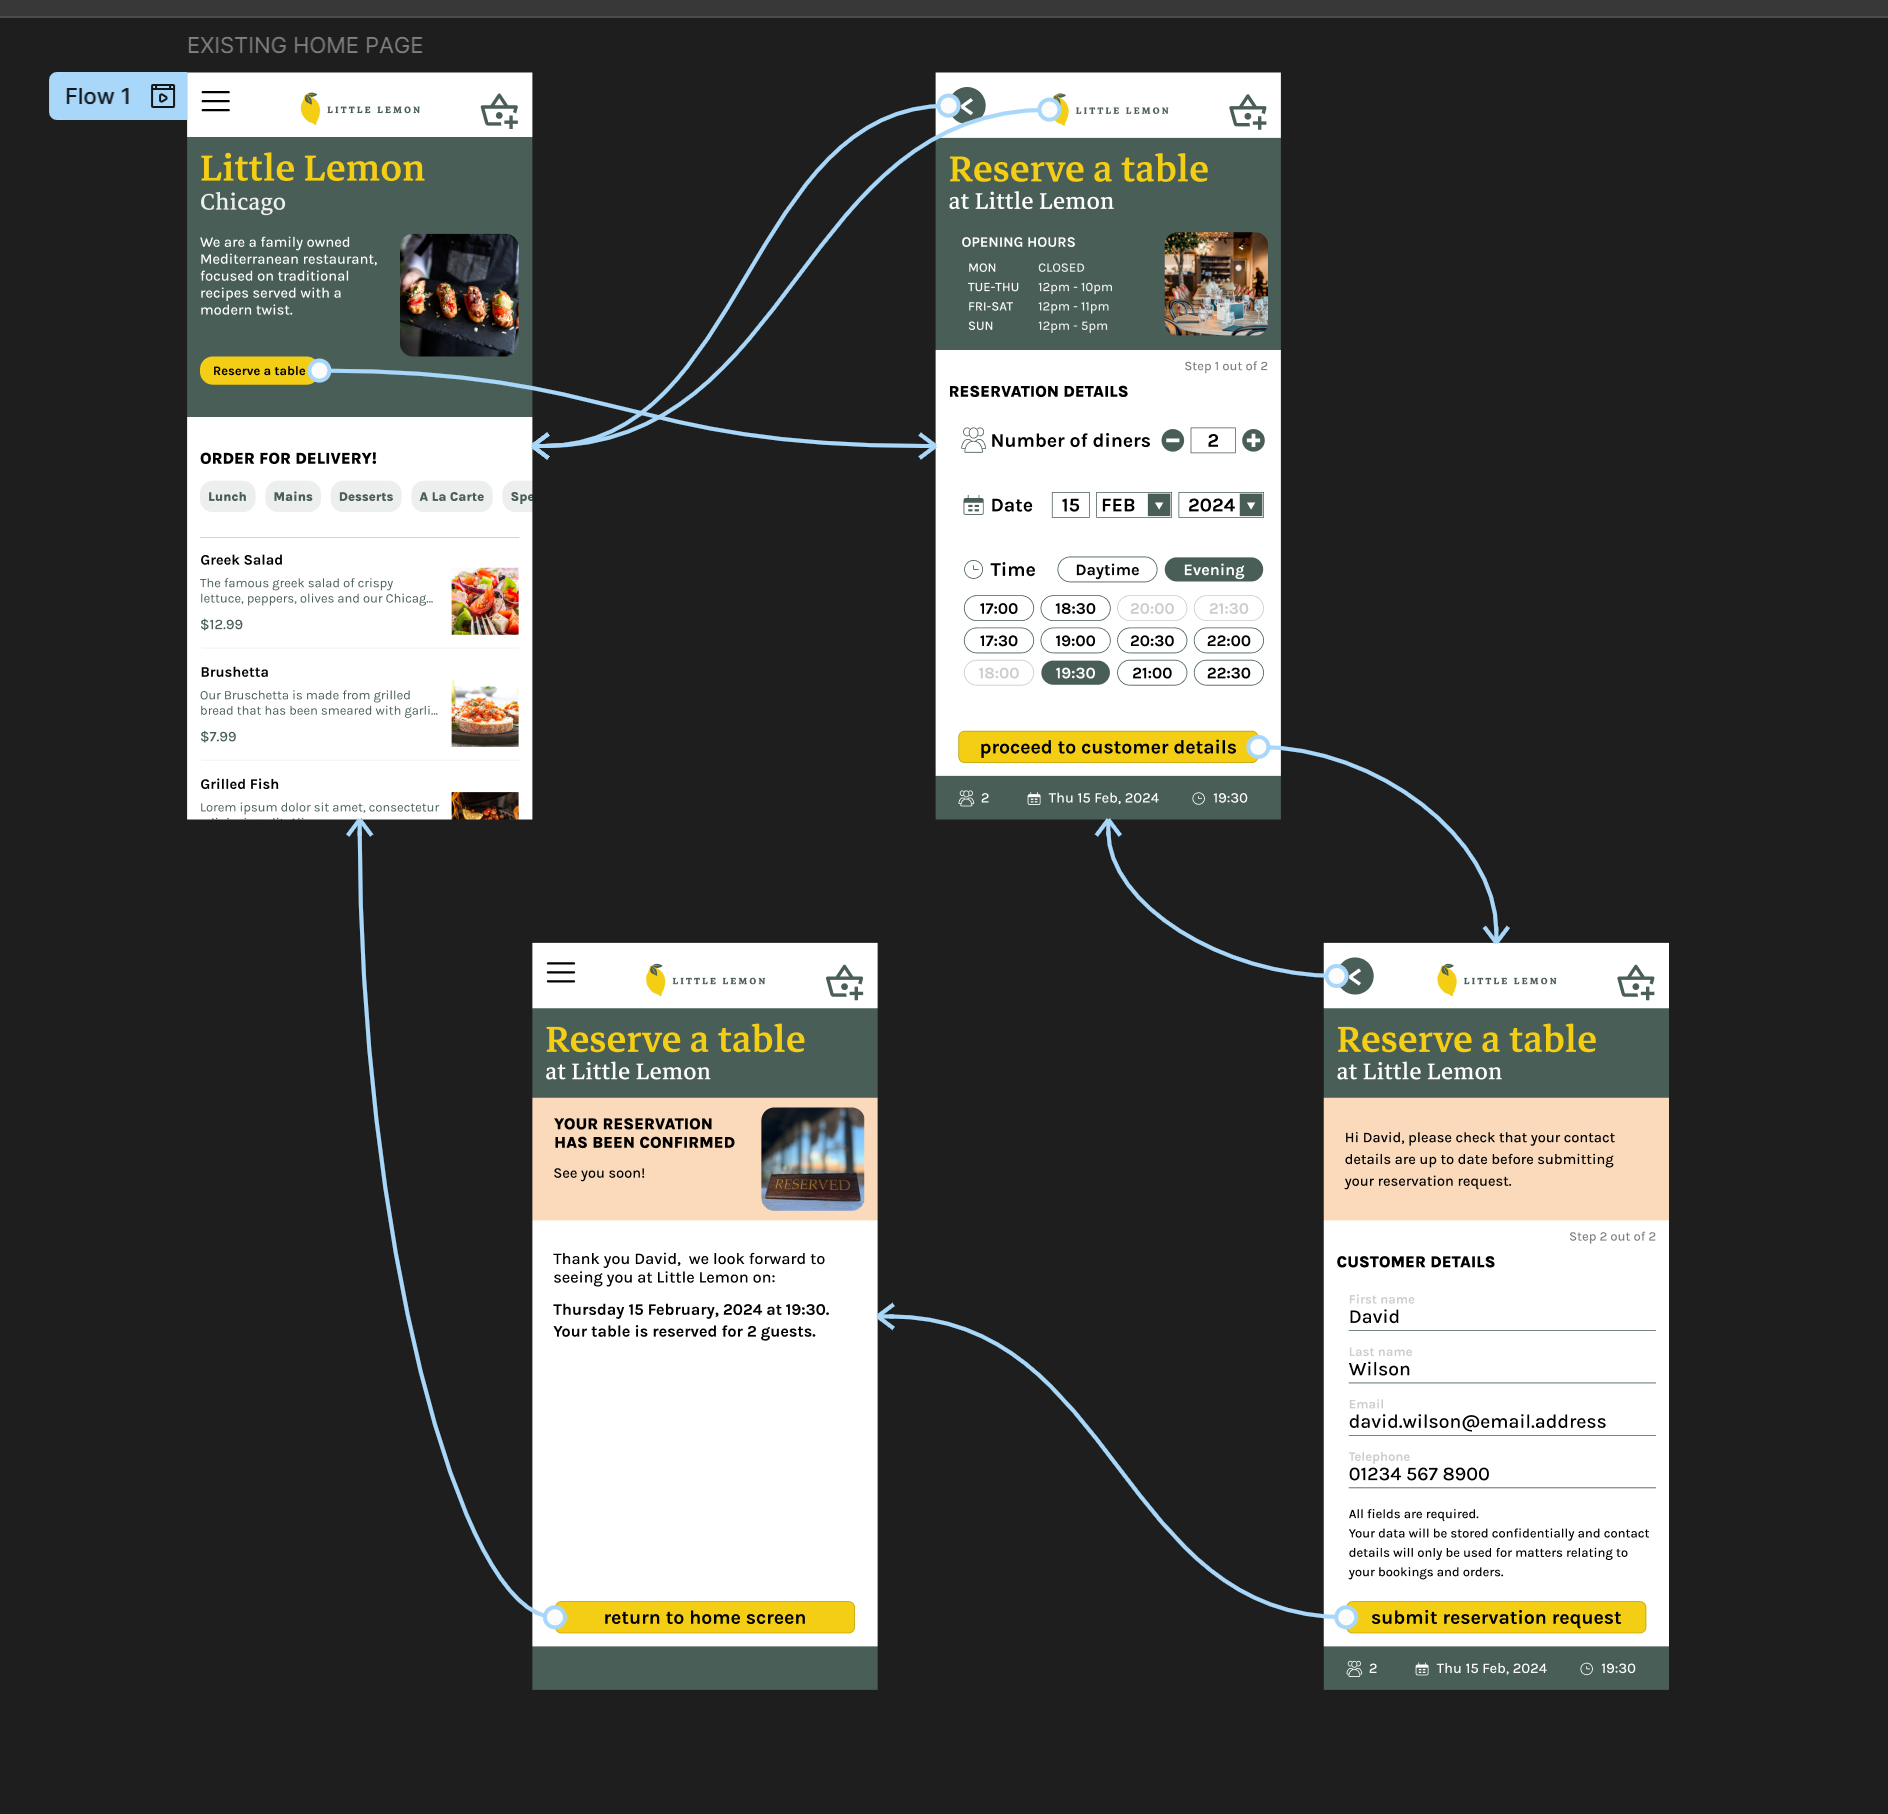 EXISTING HOME PAGE
Flow 1
LITTLE LEMON
Little Lemon
Chicago
We are a family owned
Mediterranean restaurant,
focused on traditional
recipes served with a
modern twist.
Reserve a table
ORDER FOR DELIVERY!
Lunch Mains Desserts A La Carte Spe
Greek Salad
The famous greek salad of crispy
lettuce, peppers, olives and our Chicag...
$12.99
Brushetta
Our Bruschetta is made from grilled
bread that has been smeared with garli...
$7.99
Grilled Fish
Lorem ipsum dolor sit amet, consectetur
LITTLE LEMON
Reserve a table
at Little Lemon
OPENING HOURS
MON CLOSED
TUE-THU 12pm - 10pm
FRI-SAT 12pm - 11pm
SUN 12pm - 5pm
Step 1 out of 2
RESERVATION DETAILS
Number of diners 2
Date 15 FEB 2024
Time Daytime Evening
17:00 18:30 20:00 21:30
17:30 19:00 20:30 22:00
18:00 19:30 21:00 22:30
proceed to customer details
2 Thu 15 Feb, 2024 19:30
LITTLE LEMON
Reserve a table
at Little Lemon
YOUR RESERVATION
HAS BEEN CONFIRMED
See you soon!
RESERVED
Thank you David, we look forward to
seeing you at Little Lemon on:
Thursday 15 February, 2024 at 19:30.
Your table is reserved for 2 guests.
return to home screen
LITTLE LEMON
Reserve a table
at Little Lemon
Hi David, please check that your contact
details are up to date before submitting
your reservation request.
Step 2 out of 2
CUSTOMER DETAILS
First name
David
Last name
Wilson
Email
david.wilson@email.address
Telephone
01234 567 8900
All fields are required.
Your data will be stored confidentially and contact
details will only be used for matters relating to
your bookings and orders.
submit reservation request
2 Thu 15 Feb, 2024 19:30